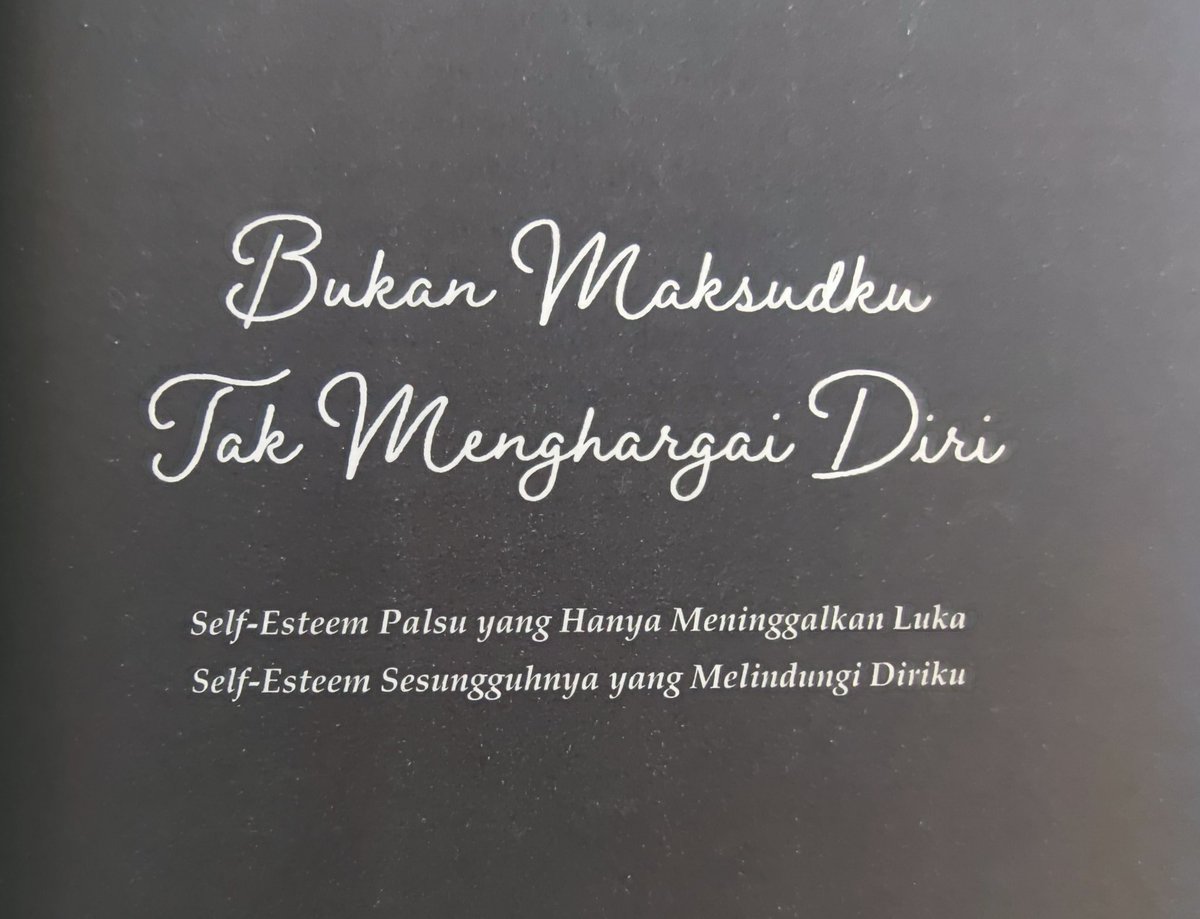 Bukan Maksudku
Tak Menghargai Diri
Self-Esteem Palsu yang Hanya Meninggalkan Luka
Self-Esteem Sesungguhnya yang Melindungi Diriku